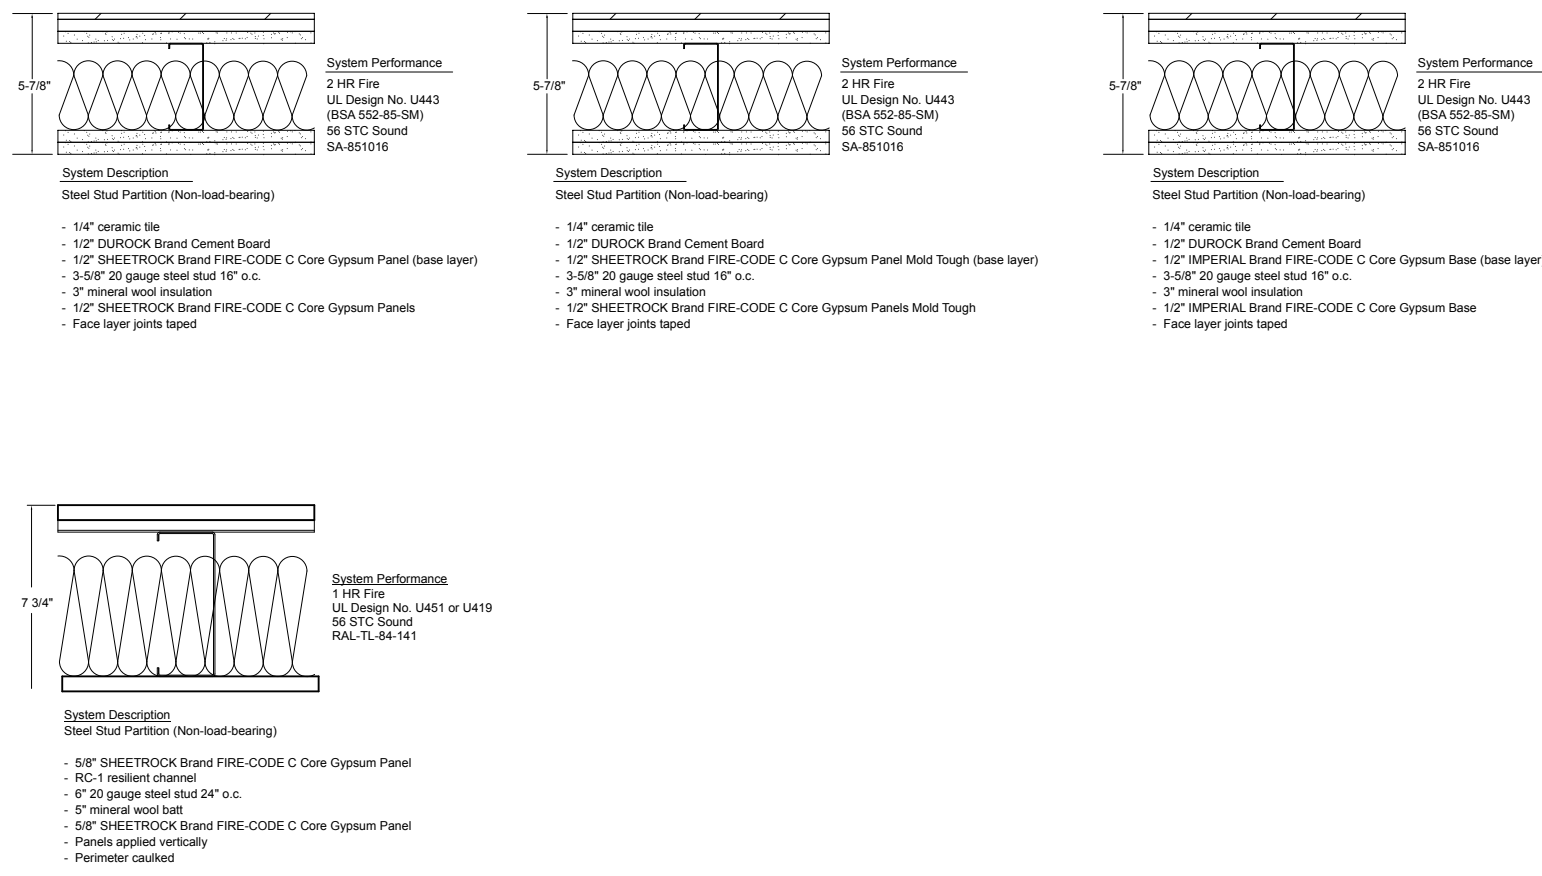 5-7/8"
System Performance
2 HR Fire
UL Design No. U443
(BSA 552-85-SM)
56 STC Sound
SA-851016
System Description
Steel Stud Partition (Non-load-bearing)
- 1/4" ceramic tile
- 1/2" DUROCK Brand Cement Board
- 1/2" SHEETROCK Brand FIRE-CODE C Core Gypsum Panel (base layer)
- 3-5/8" 20 gauge steel stud 16" o.c.
- 3" mineral wool insulation
- 1/2" SHEETROCK Brand FIRE-CODE C Core Gypsum Panels
- Face layer joints taped
5-7/8"
System Performance
2 HR Fire
UL Design No. U443
(BSA 552-85-SM)
56 STC Sound
SA-851016
System Description
Steel Stud Partition (Non-load-bearing)
- 1/4" ceramic tile
- 1/2" DUROCK Brand Cement Board
- 1/2" SHEETROCK Brand FIRE-CODE C Core Gypsum Panel Mold Tough (base layer)
- 3-5/8" 20 gauge steel stud 16" o.c.
- 3" mineral wool insulation
- 1/2" SHEETROCK Brand FIRE-CODE C Core Gypsum Panels Mold Tough
- Face layer joints taped
5-7/8"
System Performance
2 HR Fire
UL Design No. U443
(BSA 552-85-SM)
56 STC Sound
SA-851016
System Description
Steel Stud Partition (Non-load-bearing)
- 1/4" ceramic tile
- 1/2" DUROCK Brand Cement Board
- 1/2" IMPERIAL Brand FIRE-CODE C Core Gypsum Base (base layer
- 3-5/8" 20 gauge steel stud 16" o.c.
- 3" mineral wool insulation
- 1/2" IMPERIAL Brand FIRE-CODE C Core Gypsum Base
- Face layer joints taped
7 3/4"
System Performance
1 HR Fire
UL Design No. U451 or U419
56 STC Sound
RAL-TL-84-141
System Description
Steel Stud Partition (Non-load-bearing)
- 5/8" SHEETROCK Brand FIRE-CODE C Core Gypsum Panel
- RC-1 resilient channel
- 6" 20 gauge steel stud 24" o.c.
- 5" mineral wool batt
- 5/8" SHEETROCK Brand FIRE-CODE C Core Gypsum Panel
- Panels applied vertically
- Perimeter caulked